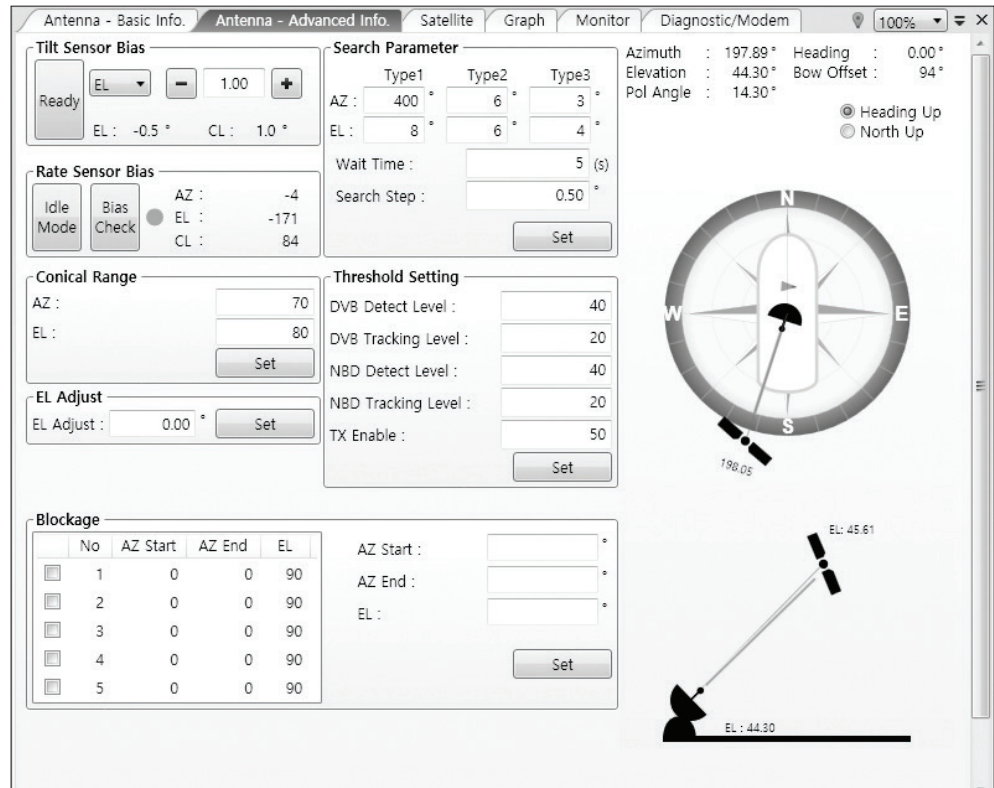 Antenna - Basic Info. Antenna - Advanced Info. Satellite Graph Monitor Diagnostic/Modem 100%
Tilt Sensor Bias
Ready EL 1.00
EL : -0.5 ° CL : 1.0 °
Rate Sensor Bias
Idle Mode
Bias Check
AZ : -4
EL : -171
CL : 84
Conical Range
AZ : 70
EL : 80
Set
EL Adjust
EL Adjust : 0.00 ° Set
Search Parameter
Type1 Type2 Type3
AZ : 400 ° 6 ° 3 °
EL : 8 ° 6 ° 4 °
Wait Time : 5 (s)
Search Step : 0.50 °
Set
Threshold Setting
DVB Detect Level : 40
DVB Tracking Level : 20
NBD Detect Level : 40
NBD Tracking Level : 20
TX Enable : 50
Set
Azimuth : 197.89 ° Heading : 0.00 °
Elevation : 44.30 ° Bow Offset : 94 °
Pol Angle : 14.30 °
Heading Up
North Up
N
W E
S
198.05
Blockage
No AZ Start AZ End EL
1 0 0 90
2 0 0 90
3 0 0 90
4 0 0 90
5 0 0 90
AZ Start : °
AZ End : °
EL : °
Set
EL: 45.61
EL : 44.30